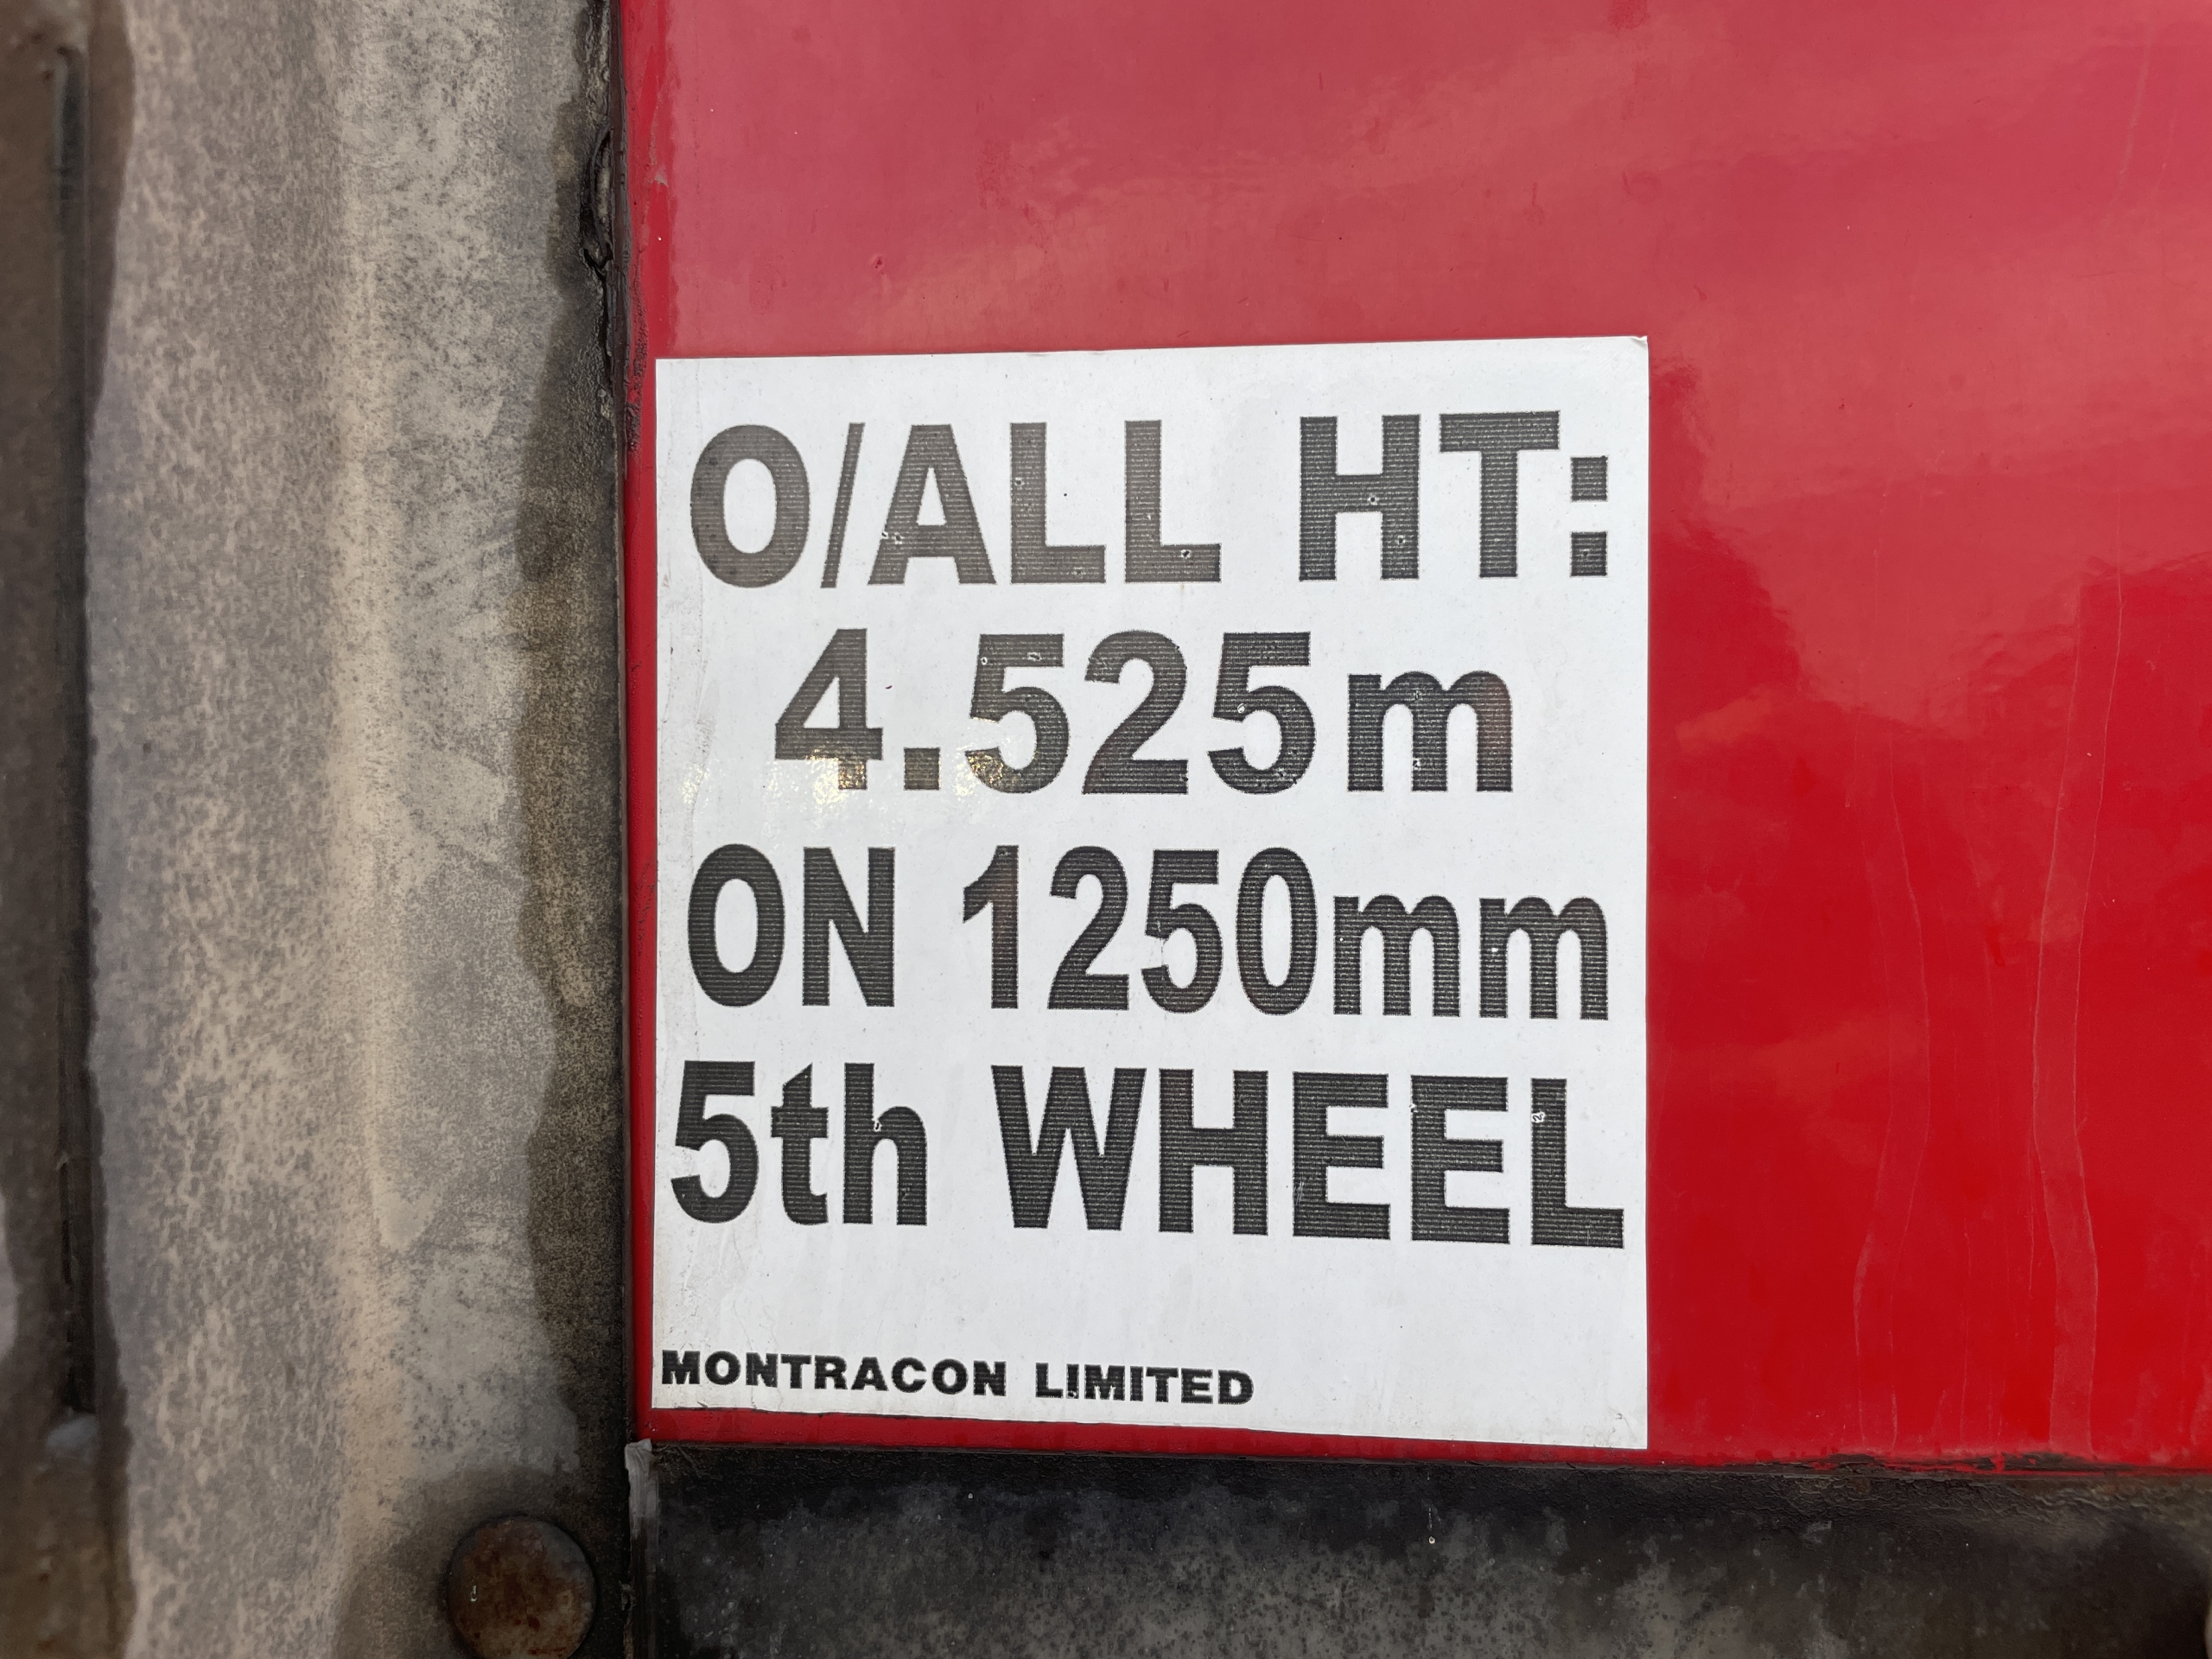 O/ALL HT:
4.525m
ON 1250mm
5th WHEEL
MONTRACON LIMITED